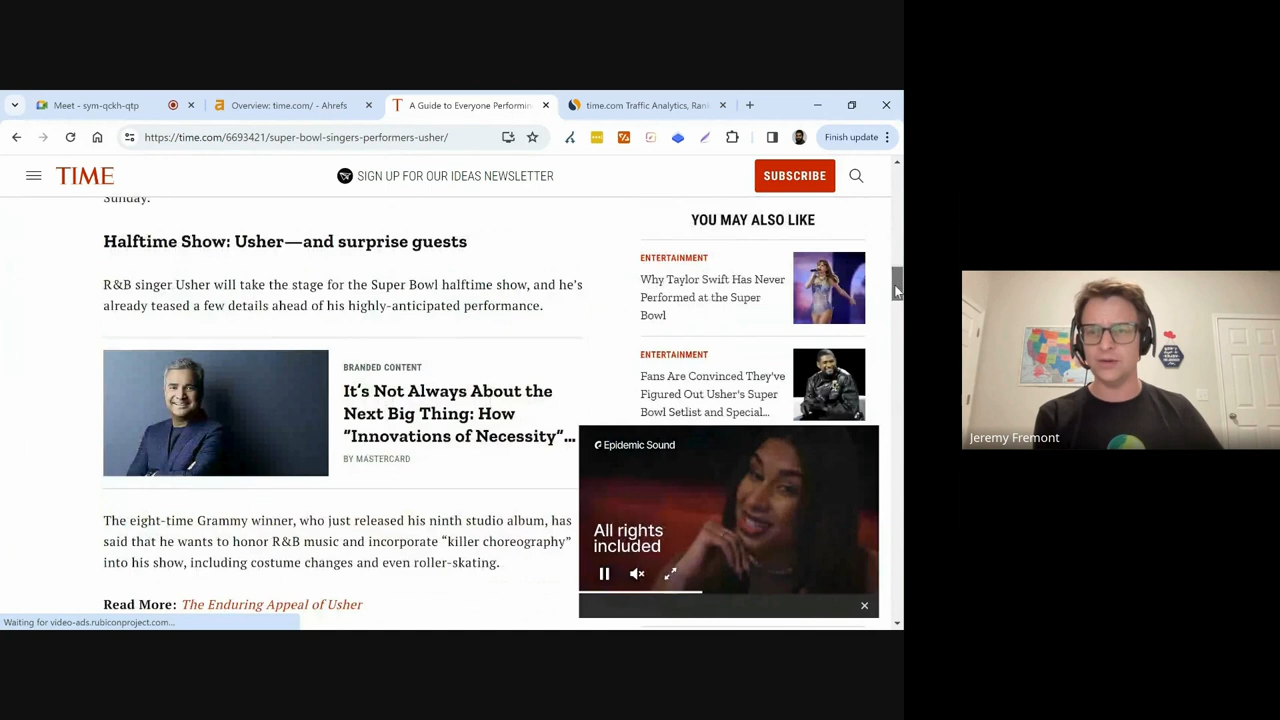 Meet - sym-qckh-qtp
Overview: time.com/ - Ahrefs
A Guide to Everyone Performin
time.com Traffic Analytics, Rank
https://time.com/6693421/super-bowl-singers-performers-usher/
Finish update
TIME
SIGN UP FOR OUR IDEAS NEWSLETTER
SUBSCRIBE
Sunday.
Halftime Show: Usher—and surprise guests
R&B singer Usher will take the stage for the Super Bowl halftime show, and he's
already teased a few details ahead of his highly-anticipated performance.
BRANDED CONTENT
It's Not Always About the
Next Big Thing: How
"Innovations of Necessity"...
BY MASTERCARD
The eight-time Grammy winner, who just released his ninth studio album, has
said that he wants to honor R&B music and incorporate "killer choreography"
into his show, including costume changes and even roller-skating.
Read More: The Enduring Appeal of Usher
YOU MAY ALSO LIKE
ENTERTAINMENT
Why Taylor Swift Has Never
Performed at the Super
Bowl
ENTERTAINMENT
Fans Are Convinced They've
Figured Out Usher's Super
Bowl Setlist and Special...
Epidemic Sound
All rights
included
Waiting for video-ads.rubiconproject.com...
Jeremy Fremont